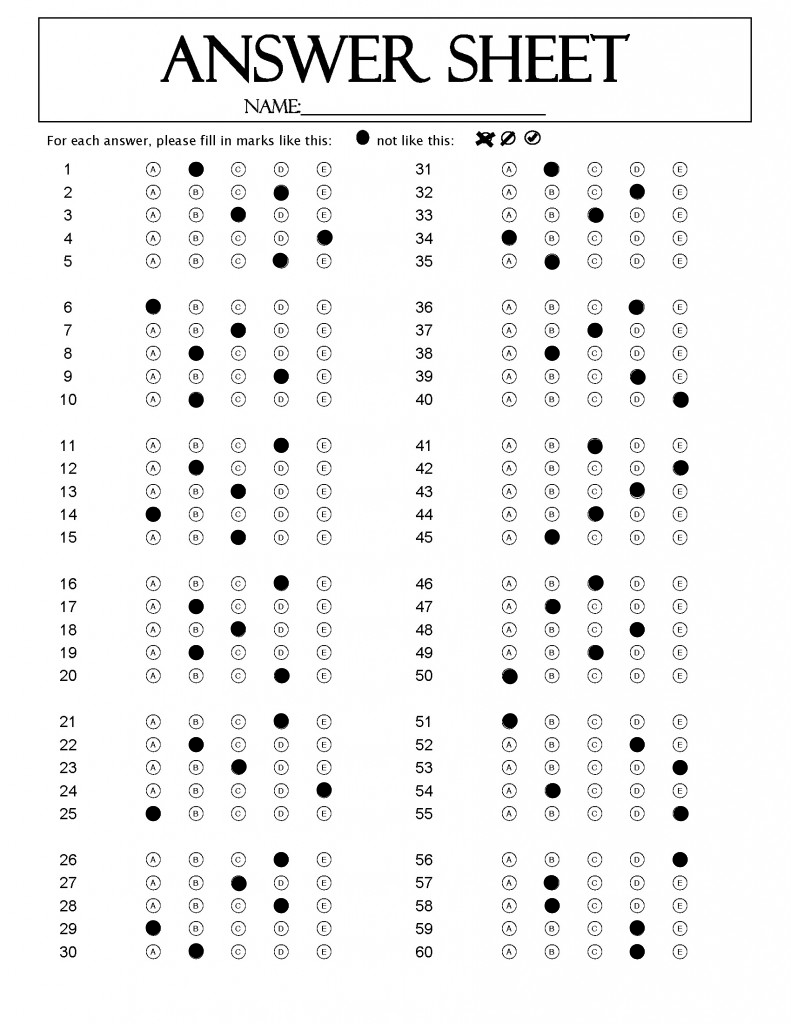 ANSWER SHEET
NAME:
For each answer, please fill in marks like this: not like this:
1 A C D E 31 A C D E
2 A B C E 32 A B C E
3 A B D E 33 A B D E
4 A B C D 34 B C D E
5 A B C E 35 A C D E
6 B C D E 36 A B C E
7 A B D E 37 A B D E
8 A C D E 38 A C D E
9 A B C E 39 A B C E
10 A C D E 40 A B C D
11 A B C E 41 A B D E
12 A C D E 42 A B C D
13 A B D E 43 A B C E
14 B C D E 44 A B D E
15 A B D E 45 A C D E
16 A B C E 46 A B D E
17 A C D E 47 A C D E
18 A B D E 48 A B C E
19 A C D E 49 A B D E
20 A B C E 50 B C D E
21 A B C E 51 B C D E
22 A C D E 52 A B C E
23 A B D E 53 A B C D
24 A B C D 54 A C D E
25 B C D E 55 A B C D
26 A B C E 56 A B C D
27 A B D E 57 A C D E
28 A B C E 58 A C D E
29 B C D E 59 A B C E
30 A C D E 60 A B C E